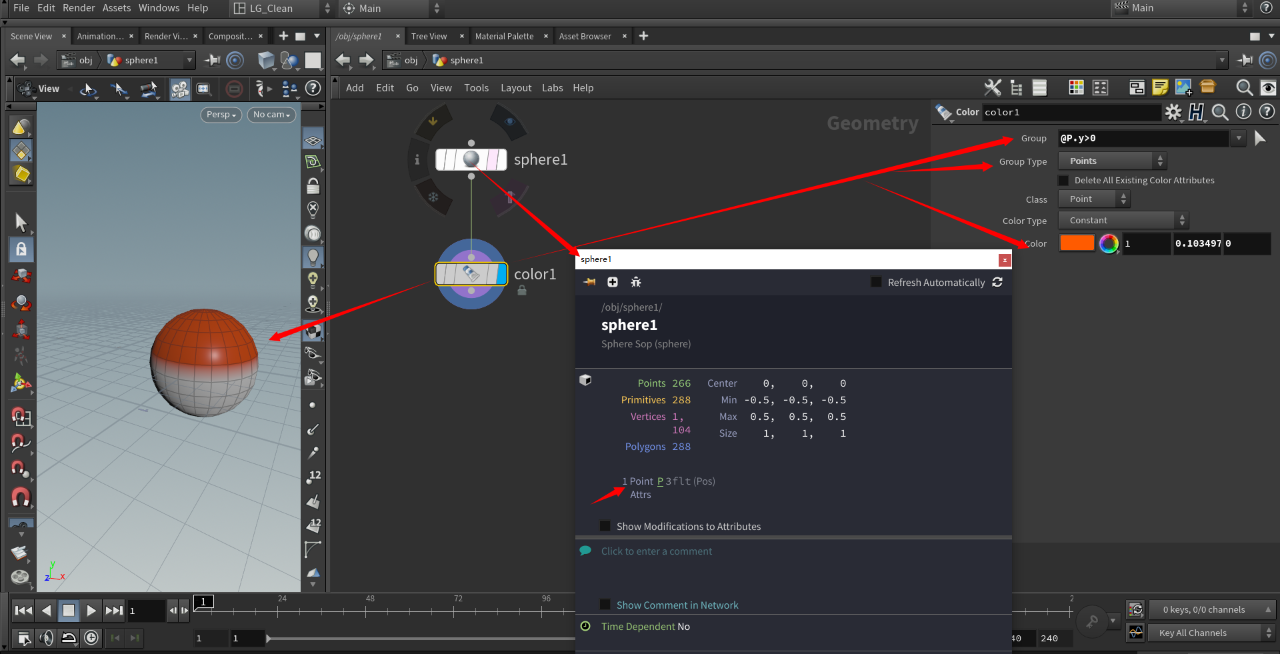 File Edit Render Assets Windows Help LG_Clean Main Main
Scene View Animation... Render Vi... Composit... /obj/sphere1 Tree View Material Palette Asset Browser
obj sphere1 obj sphere1
View
Add Edit Go View Tools Layout Labs Help
Persp No cam
Geometry
Color color1
Group @P.y>0
Group Type Points
Delete All Existing Color Attributes
Class Point
Color Type Constant
Color 1 0.103497 0
sphere1
color1
sphere1
Refresh Automatically
/obj/sphere1/
sphere1
Sphere Sop (sphere)
Points 266 Center 0, 0, 0
Primitives 288 Min -0.5, -0.5, -0.5
Vertices 1, Max 0.5, 0.5, 0.5
104 Size 1, 1, 1
Polygons 288
1 Point P 3flt (Pos)
Attrs
Show Modifications to Attributes
Click to enter a comment
Show Comment in Network
Time Dependent No
12
12
y
z x
1 1 24 48 72 96 2
0 keys, 0/0 channels
1 1 40 240 Key All Channels